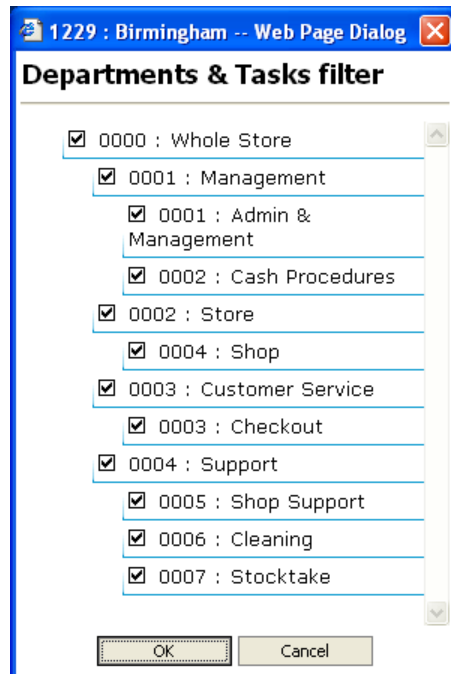 1229 : Birmingham -- Web Page Dialog
Departments & Tasks filter
0000 : Whole Store
0001 : Management
0001 : Admin &
Management
0002 : Cash Procedures
0002 : Store
0004 : Shop
0003 : Customer Service
0003 : Checkout
0004 : Support
0005 : Shop Support
0006 : Cleaning
0007 : Stocktake
OK Cancel